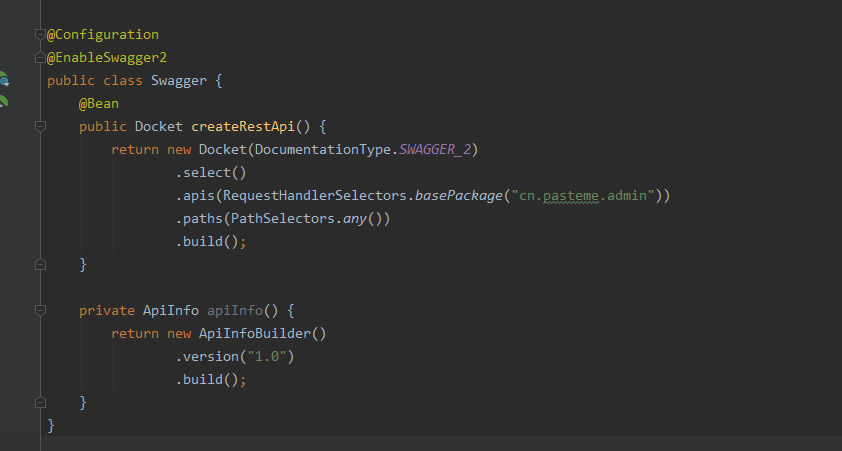 @Configuration
@EnableSwagger2
public class Swagger {
    @Bean
    public Docket createRestApi() {
        return new Docket(DocumentationType.SWAGGER_2)
                .select()
                .apis(RequestHandlerSelectors.basePackage("cn.pasteme.admin"))
                .paths(PathSelectors.any())
                .build();
    }

    private ApiInfo apiInfo() {
        return new ApiInfoBuilder()
                .version("1.0")
                .build();
    }
}